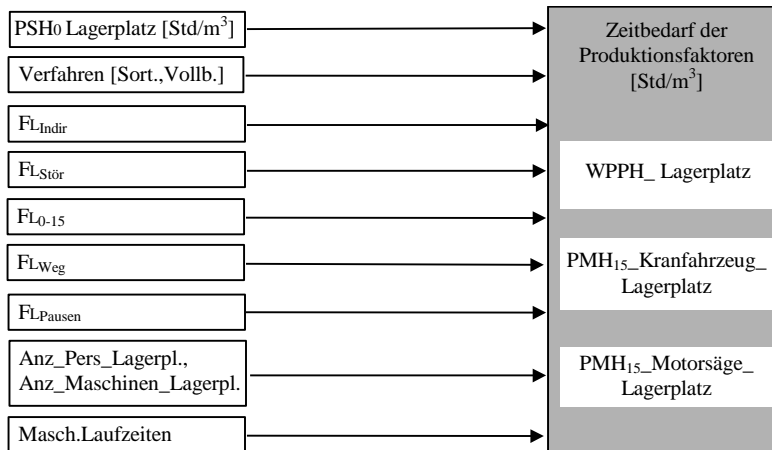 PSH0 Lagerplatz [Std/m³]
Verfahren [Sort.,Vollb.]
FLIndir
FLStör
FL0-15
FLWeg
FLPausen
Anz_Pers_Lagerpl.,
Anz_Maschinen_Lagerpl.
Masch.Laufzeiten
Zeitbedarf der
Produktionsfaktoren
[Std/m³]
WPPH_ Lagerplatz
PMH₁₅_Kranfahrzeug_
Lagerplatz
PMH₁₅_Motorsäge_
Lagerplatz